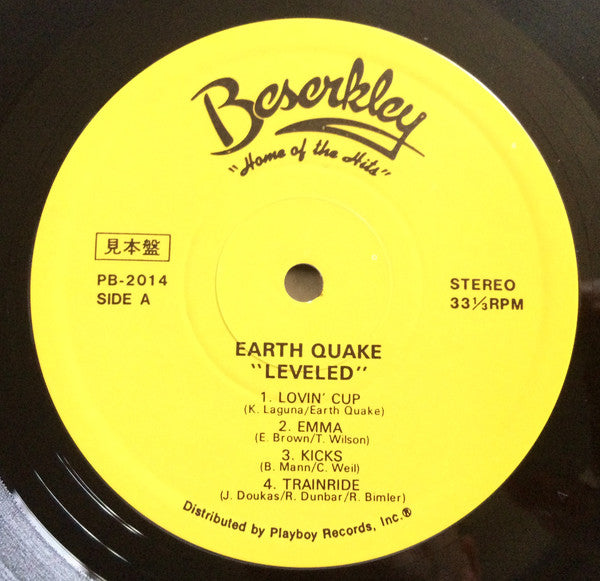 Beserkley
"Home of the Hits"
見本盤
PB-2014
SIDE A
STEREO
33⅓RPM
EARTH QUAKE
"LEVELED"
1. LOVIN' CUP
(K. Laguna/Earth Quake)
2. EMMA
(E. Brown/T. Wilson)
3. KICKS
(B. Mann/C. Weil)
4. TRAINRIDE
(J. Doukas/R. Dunbar/R. Bimler)
Distributed by Playboy Records, Inc.®